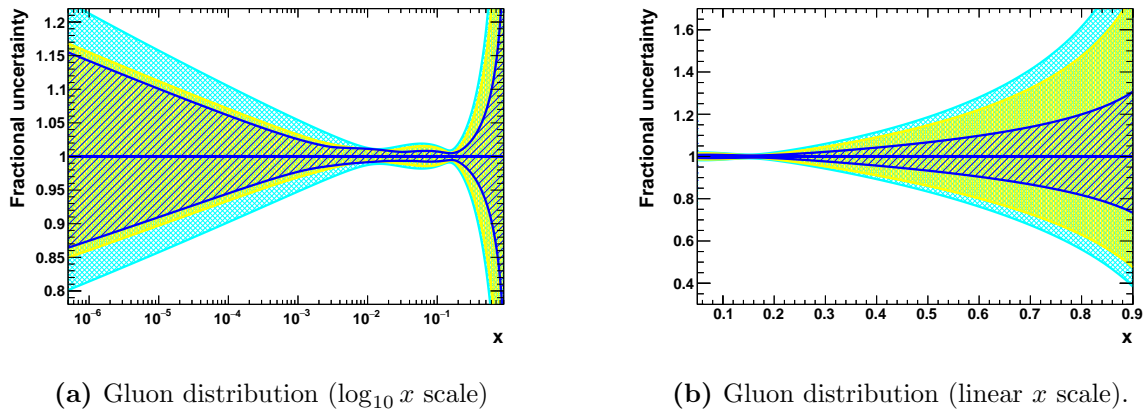 Fractional uncertainty
1.2
1.15
1.1
1.05
1
0.95
0.9
0.85
0.8
10⁻⁶ 10⁻⁵ 10⁻⁴ 10⁻³ 10⁻² 10⁻¹
x
Fractional uncertainty
1.6
1.4
1.2
1
0.8
0.6
0.4
0.1 0.2 0.3 0.4 0.5 0.6 0.7 0.8 0.9
x
(a) Gluon distribution (log₁₀ x scale)
(b) Gluon distribution (linear x scale).